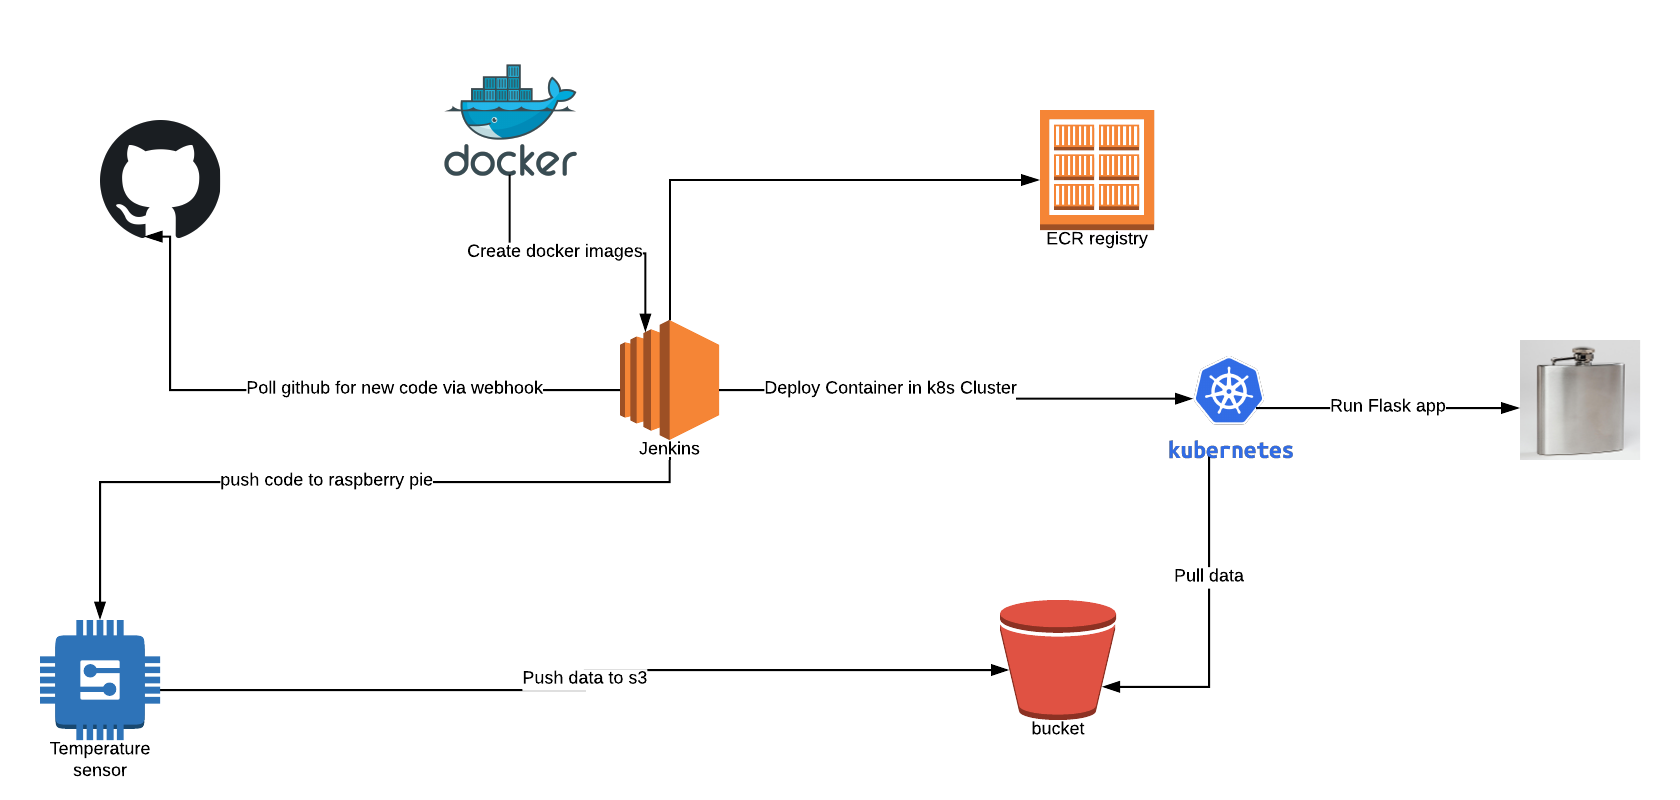 docker
Create docker images
ECR registry
Poll github for new code via webhook
Deploy Container in k8s Cluster
Run Flask app
Jenkins
kubernetes
push code to raspberry pie
Pull data
Push data to s3
bucket
Temperature
sensor